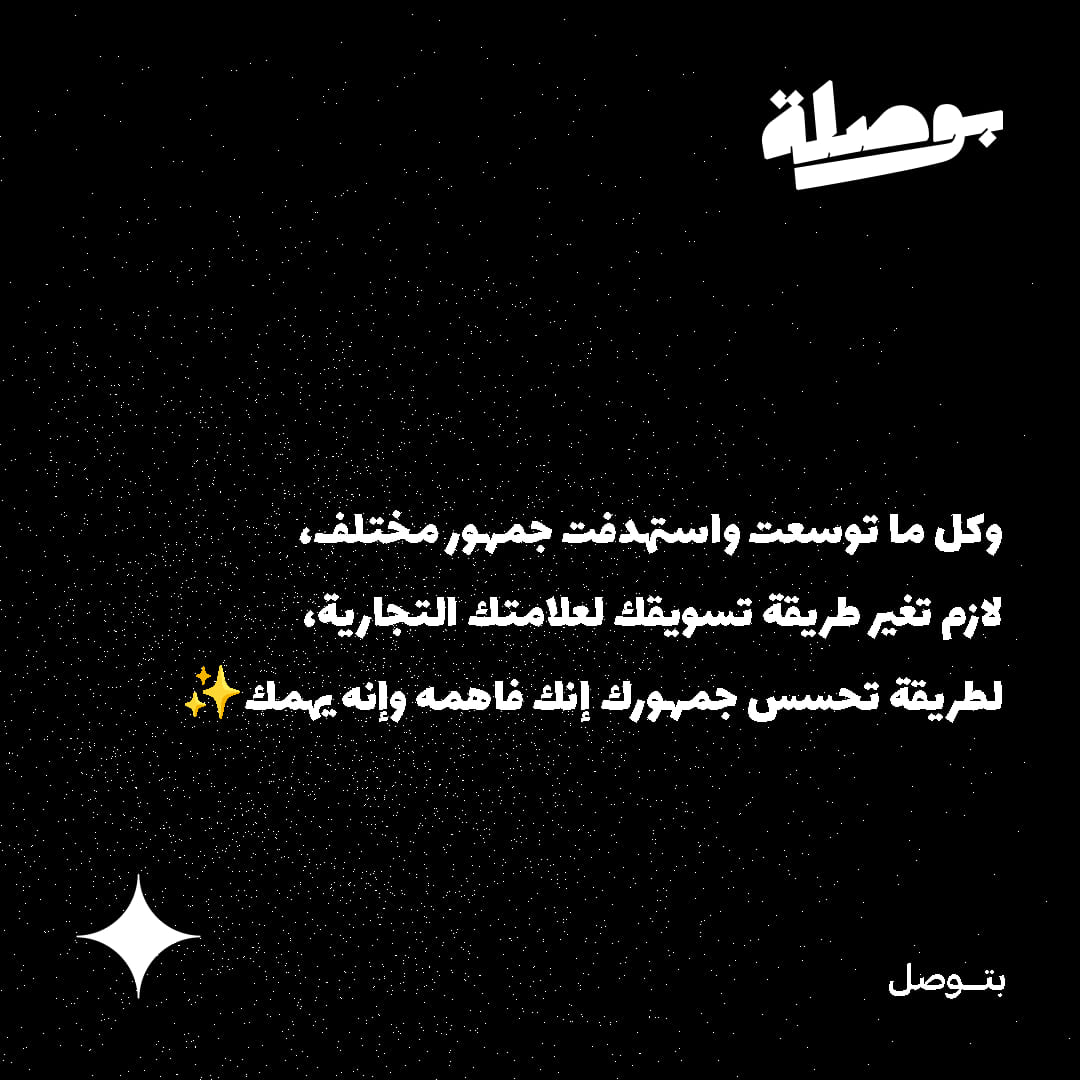 بوصلة
وكل ما توسعت واستهدفت جمهور مختلف،
لازم تغير طريقة تسويقك لعلامتك التجارية،
لطريقة تحسس جمهورك إنك فاهمه وإنه يهمك✨
بتـوصل